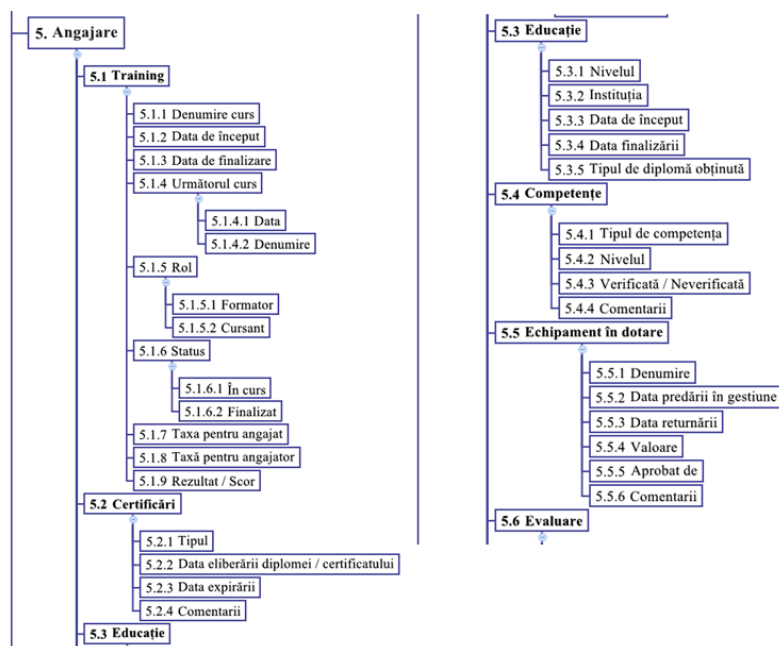 5. Angajare
5.1 Training
5.1.1 Denumire curs
5.1.2 Data de început
5.1.3 Data de finalizare
5.1.4 Următorul curs
5.1.4.1 Data
5.1.4.2 Denumire
5.1.5 Rol
5.1.5.1 Formator
5.1.5.2 Cursant
5.1.6 Status
5.1.6.1 În curs
5.1.6.2 Finalizat
5.1.7 Taxa pentru angajat
5.1.8 Taxă pentru angajator
5.1.9 Rezultat / Scor
5.2 Certificări
5.2.1 Tipul
5.2.2 Data eliberării diplomei / certificatului
5.2.3 Data expirării
5.2.4 Comentarii
5.3 Educație
5.3 Educație
5.3.1 Nivelul
5.3.2 Instituția
5.3.3 Data de început
5.3.4 Data finalizării
5.3.5 Tipul de diplomă obținută
5.4 Competențe
5.4.1 Tipul de competența
5.4.2 Nivelul
5.4.3 Verificată / Neverificată
5.4.4 Comentarii
5.5 Echipament în dotare
5.5.1 Denumire
5.5.2 Data predării în gestiune
5.5.3 Data returnării
5.5.4 Valoare
5.5.5 Aprobat de
5.5.6 Comentarii
5.6 Evaluare